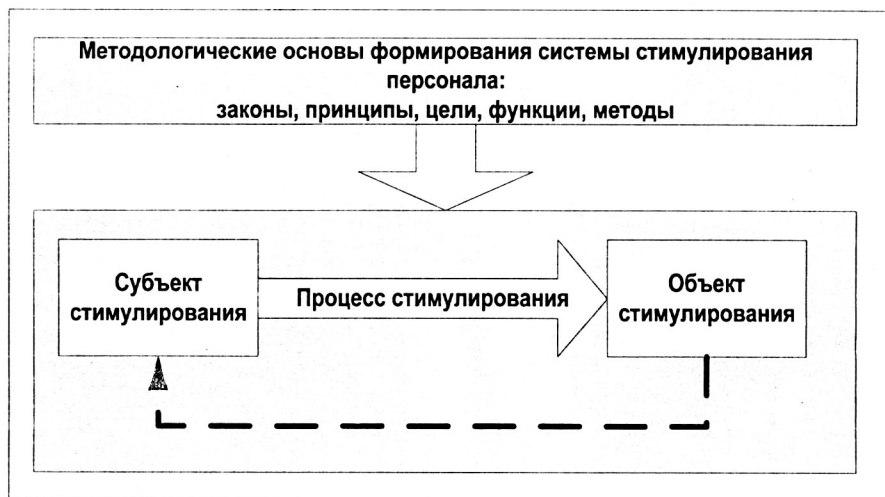 Методологические основы формирования системы стимулирования
персонала:
законы, принципы, цели, функции, методы
Субъект
стимулирования
Процесс стимулирования
Объект
стимулирования